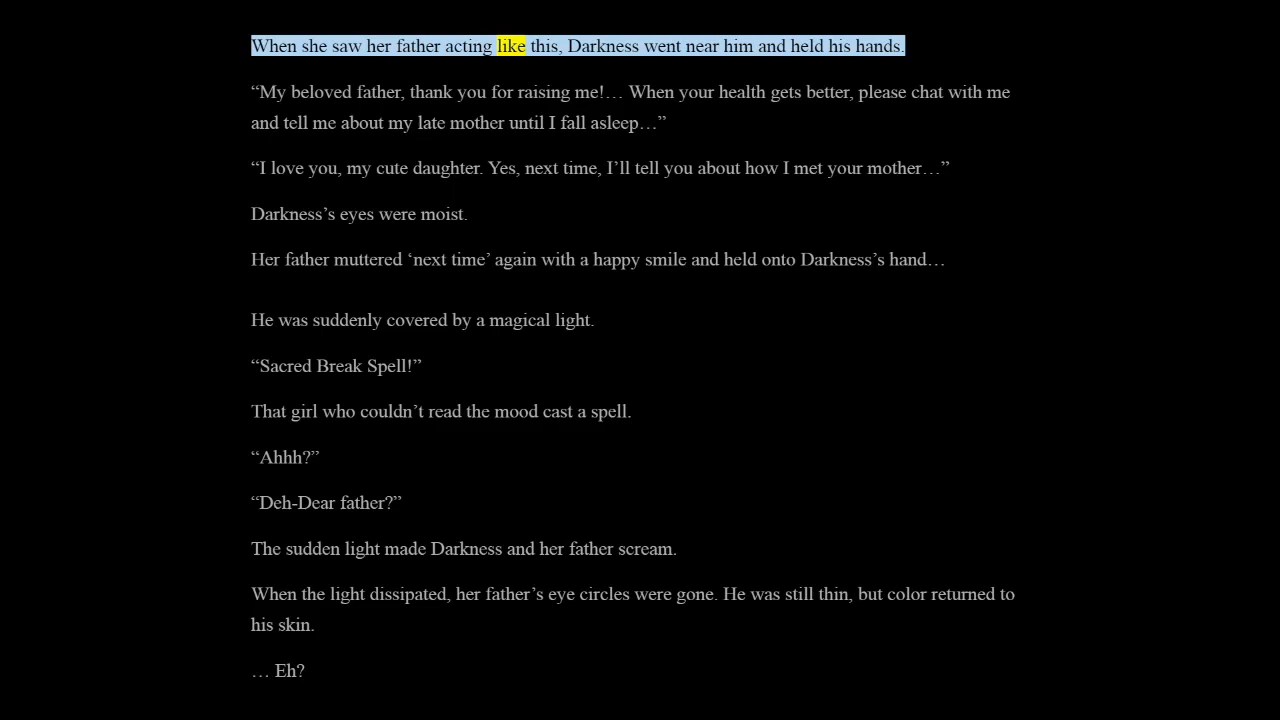 When she saw her father acting like this, Darkness went near him and held his hands.
“My beloved father, thank you for raising me!… When your health gets better, please chat with me
and tell me about my late mother until I fall asleep…”
“I love you, my cute daughter. Yes, next time, I’ll tell you about how I met your mother…”
Darkness’s eyes were moist.
Her father muttered ‘next time’ again with a happy smile and held onto Darkness’s hand…
He was suddenly covered by a magical light.
“Sacred Break Spell!”
That girl who couldn’t read the mood cast a spell.
“Ahhh?”
“Deh-Dear father?”
The sudden light made Darkness and her father scream.
When the light dissipated, her father’s eye circles were gone. He was still thin, but color returned to
his skin.
… Eh?